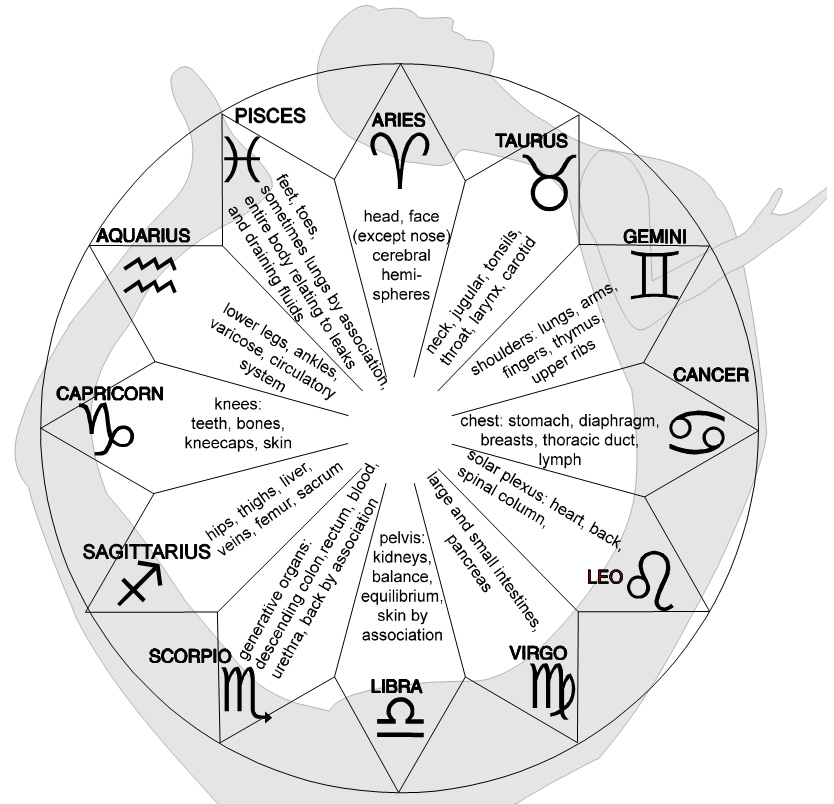 PISCES
feet, toes,
sometimes lungs by association,
entire body relating to leaks
and draining fluids
ARIES
head, face
(except nose)
cerebral
hemi-
spheres
TAURUS
neck, jugular, tonsils,
throat, larynx, carotid
GEMINI
shoulders: lungs, arms,
fingers, thymus,
upper ribs
CANCER
chest: stomach, diaphragm,
breasts, thoracic duct,
lymph
LEO
solar plexus: heart, back,
spinal column,
VIRGO
large and small intestines,
pancreas
LIBRA
pelvis:
kidneys,
balance,
equilibrium,
skin by
association
SCORPIO
generative organs:
descending colon, rectum, blood,
urethra, back by association
SAGITTARIUS
hips, thighs, liver,
veins, femur, sacrum
CAPRICORN
knees:
teeth, bones,
kneecaps, skin
AQUARIUS
lower legs, ankles,
varicose, circulatory
system